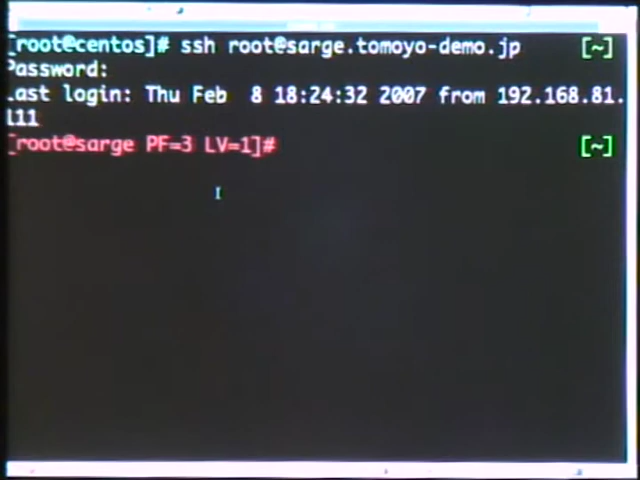 [root@centos]# ssh root@sarge.tomoyo-demo.jp [~]
Password:
Last login: Thu Feb  8 18:24:32 2007 from 192.168.81.
111
[root@sarge PF=3 LV=1]# [~]